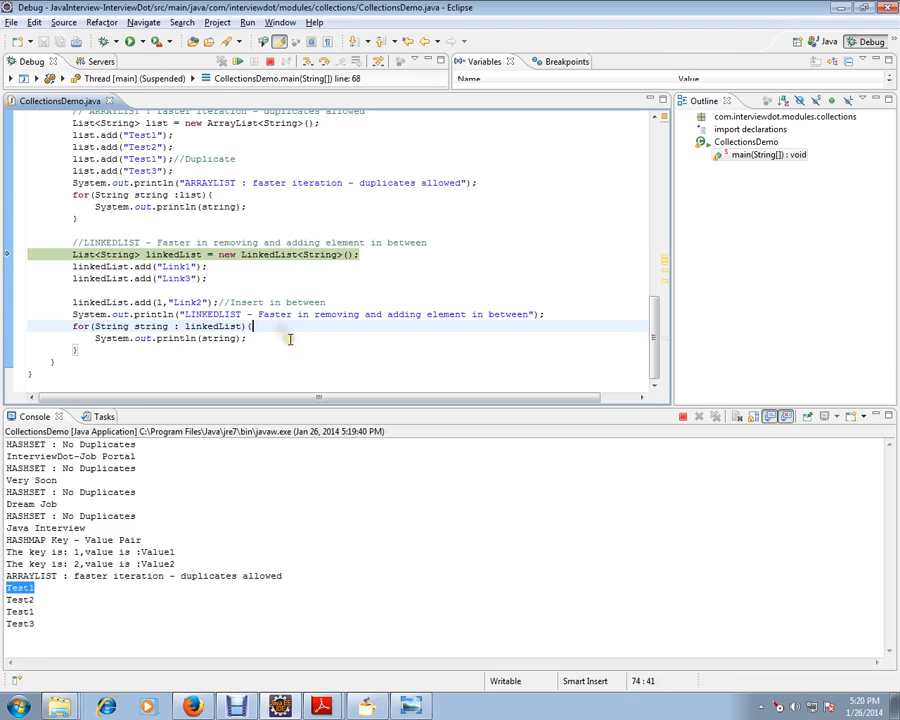 Debug - JavaInterview-InterviewDot/src/main/java/com/interviewdot/modules/collections/CollectionsDemo.java - Eclipse
File Edit Source Refactor Navigate Search Project Run Window Help
Java Debug
Debug Servers Variables Breakpoints
Thread [main] (Suspended) CollectionsDemo.main(String[]) line: 68 Name Value
CollectionsDemo.java Outline
// ARRAYLIST : faster iteration - duplicates allowed
List<String> list = new ArrayList<String>();
list.add("Test1");
list.add("Test2");
list.add("Test1");//Duplicate
list.add("Test3");
System.out.println("ARRAYLIST : faster iteration - duplicates allowed");
for(String string :list){
System.out.println(string);
}
//LINKEDLIST - Faster in removing and adding element in between
List<String> linkedList = new LinkedList<String>();
linkedList.add("Link1");
linkedList.add("Link3");
linkedList.add(1,"Link2");//Insert in between
System.out.println("LINKEDLIST - Faster in removing and adding element in between");
for(String string : linkedList){
System.out.println(string);
}
}
}
com.interviewdot.modules.collections
import declarations
CollectionsDemo
main(String[]) : void
Console Tasks
CollectionsDemo [Java Application] C:\Program Files\Java\jre7\bin\javaw.exe (Jan 26, 2014 5:19:40 PM)
HASHSET : No Duplicates
InterviewDot-Job Portal
HASHSET : No Duplicates
Very Soon
HASHSET : No Duplicates
Dream Job
HASHSET : No Duplicates
Java Interview
HASHMAP Key - Value Pair
The key is: 1,value is :Value1
The key is: 2,value is :Value2
ARRAYLIST : faster iteration - duplicates allowed
Test1
Test2
Test1
Test3
Writable Smart Insert 74 : 41
5:20 PM
1/26/2014